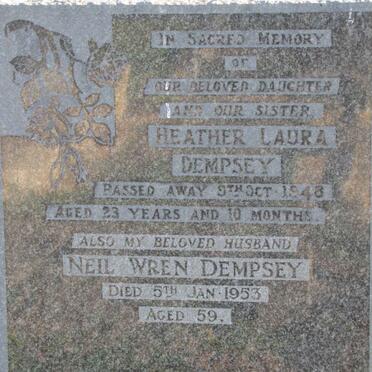 IN SACRED MEMORY
OF
OUR BELOVED DAUGHTER
AND OUR SISTER
HEATHER LAURA
DEMPSEY
PASSED AWAY 8TH OCT 1948
AGED 23 YEARS AND 10 MONTHS.
ALSO MY BELOVED HUSBAND
NEIL WREN DEMPSEY
DIED 5TH JAN. 1953
AGED 59.